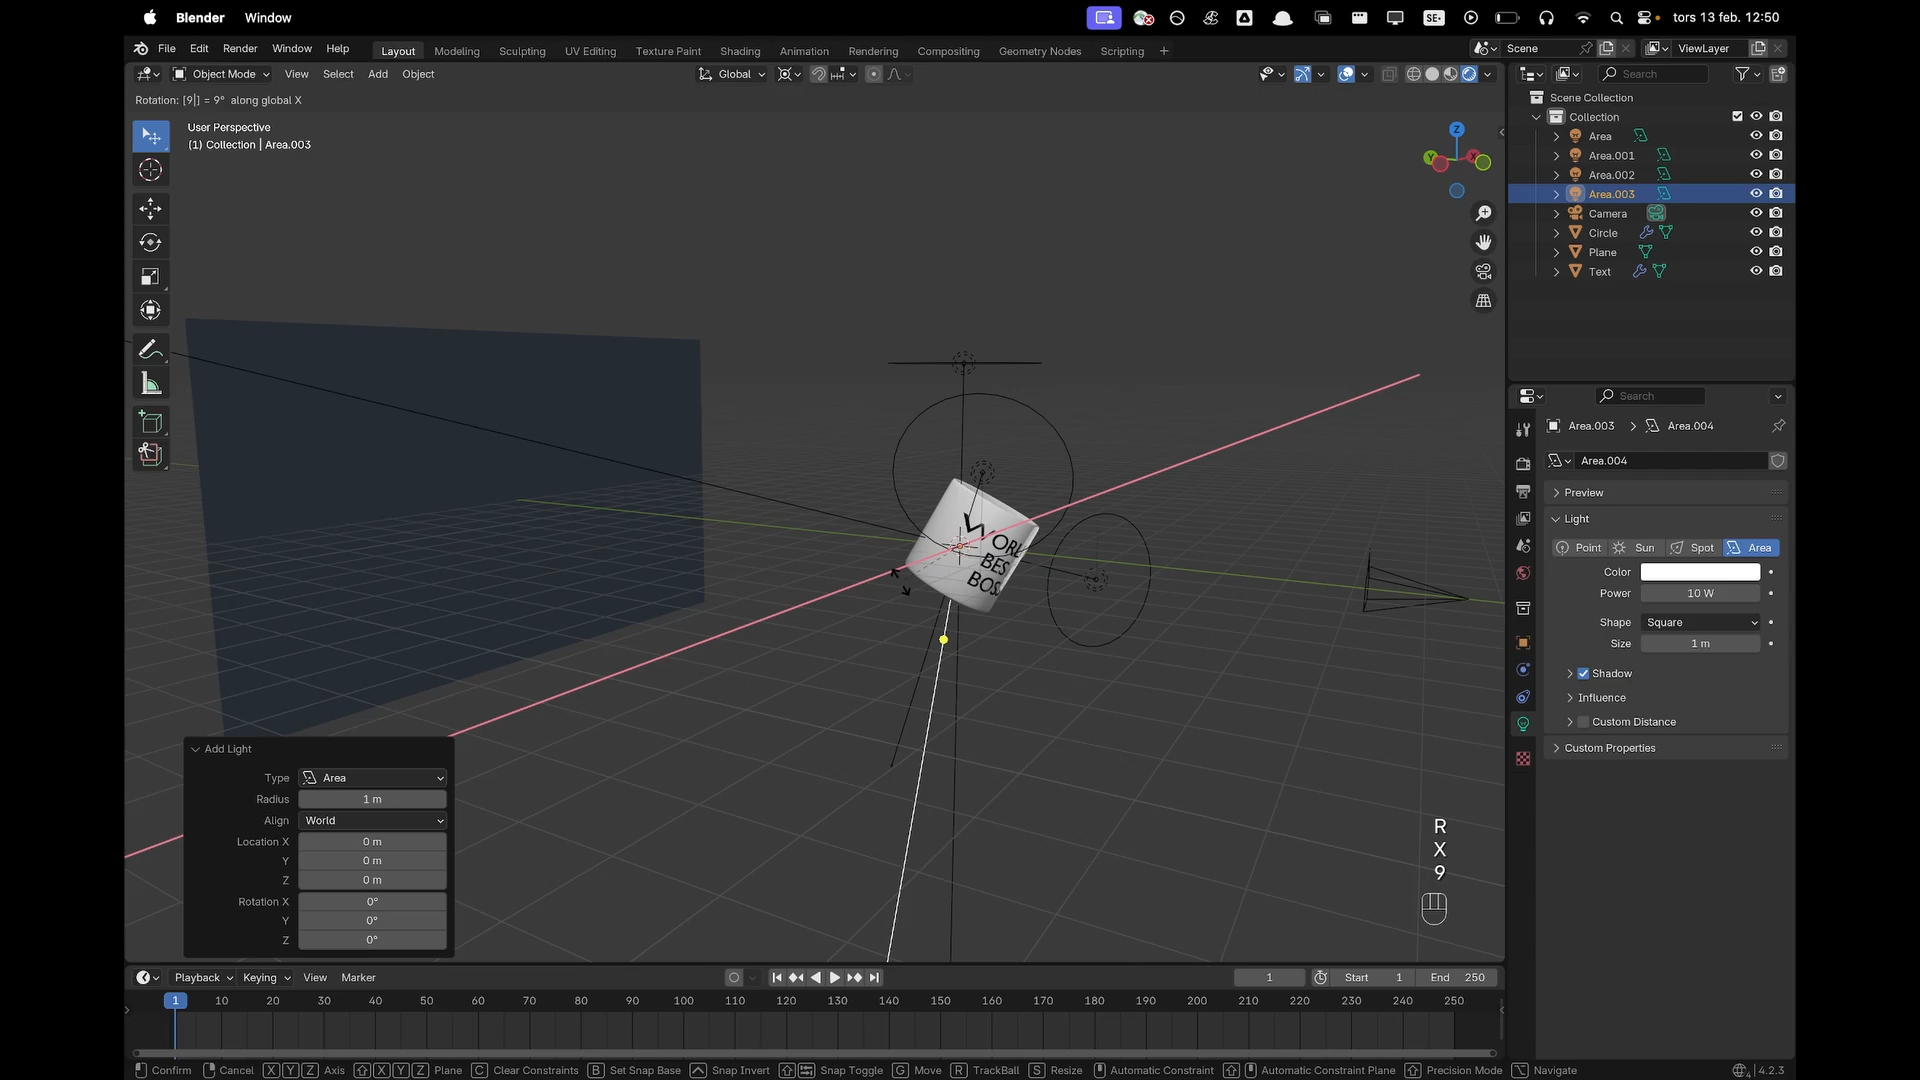 Blender Window
SE
tors 13 feb. 12:50
File Edit Render Window Help
Layout Modeling Sculpting UV Editing Texture Paint Shading Animation Rendering Compositing Geometry Nodes Scripting +
Scene
ViewLayer
Object Mode View Select Add Object
Global
Search
Rotation: [9|] = 9° along global X
User Perspective
(1) Collection | Area.003
Z
Y
X
Scene Collection
Collection
Area
Area.001
Area.002
Area.003
Camera
Circle
Plane
Text
ORL
BES
BOS
Search
Area.003 > Area.004
Area.004
Preview
Light
Point Sun Spot Area
Color
Power 10 W
Shape Square
Size 1 m
Shadow
Influence
Custom Distance
Custom Properties
Add Light
Type Area
Radius 1 m
Align World
Location X 0 m
Y 0 m
Z 0 m
Rotation X 0°
Y 0°
Z 0°
R
X
9
Playback Keying View Marker
1
Start 1
End 250
1 10 20 30 40 50 60 70 80 90 100 110 120 130 140 150 160 170 180 190 200 210 220 230 240 250
Confirm Cancel X Y Z Axis X Y Z Plane C Clear Constraints B Set Snap Base Snap Invert Snap Toggle G Move R TrackBall S Resize Automatic Constraint Automatic Constraint Plane Precision Mode Navigate 4.2.3